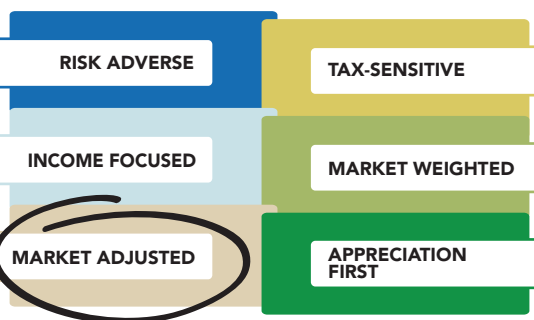 RISK ADVERSE
TAX-SENSITIVE
INCOME FOCUSED
MARKET WEIGHTED
MARKET ADJUSTED
APPRECIATION
FIRST